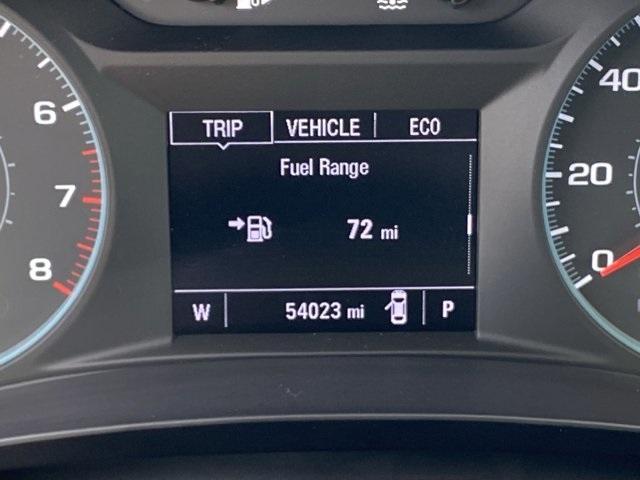 TRIP VEHICLE ECO
Fuel Range
72 mi
W 54023 mi P
6
7
8
40
20
0